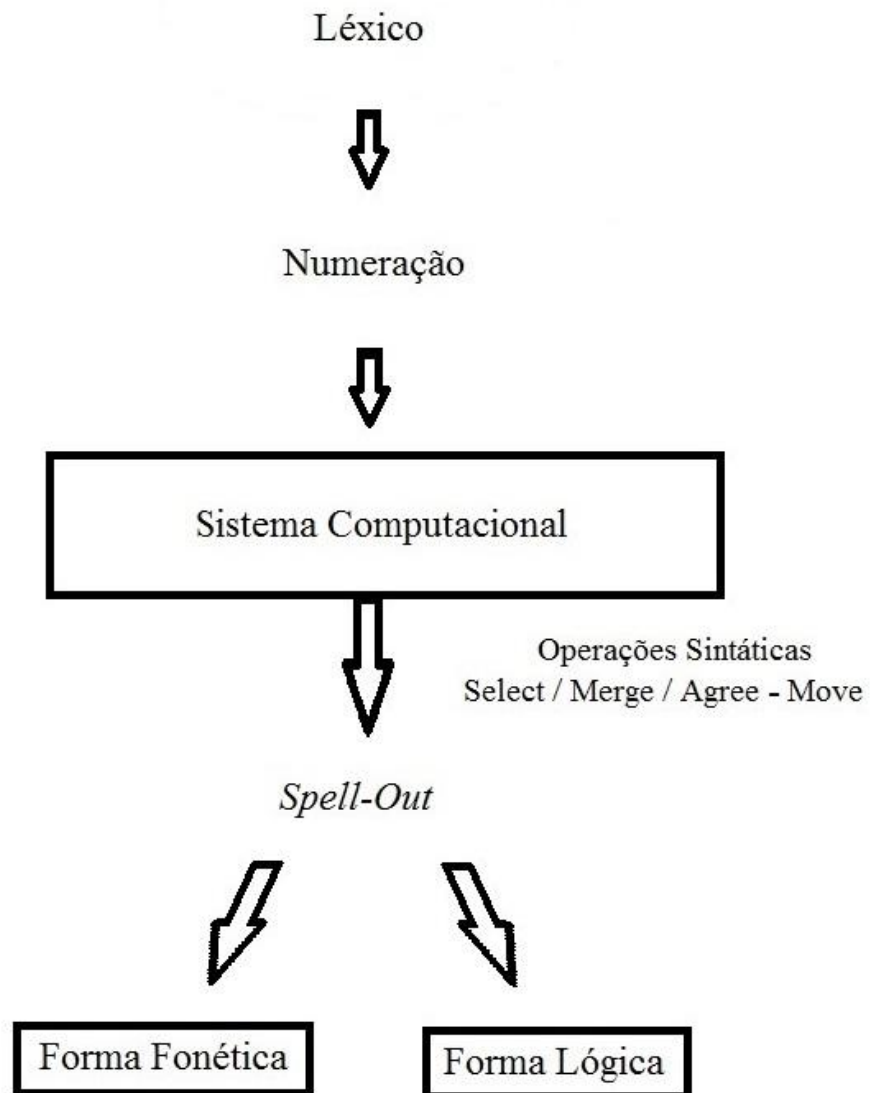 Léxico
Numeração
Sistema Computacional
Operações Sintáticas
Select / Merge / Agree - Move
Spell-Out
Forma Fonética
Forma Lógica